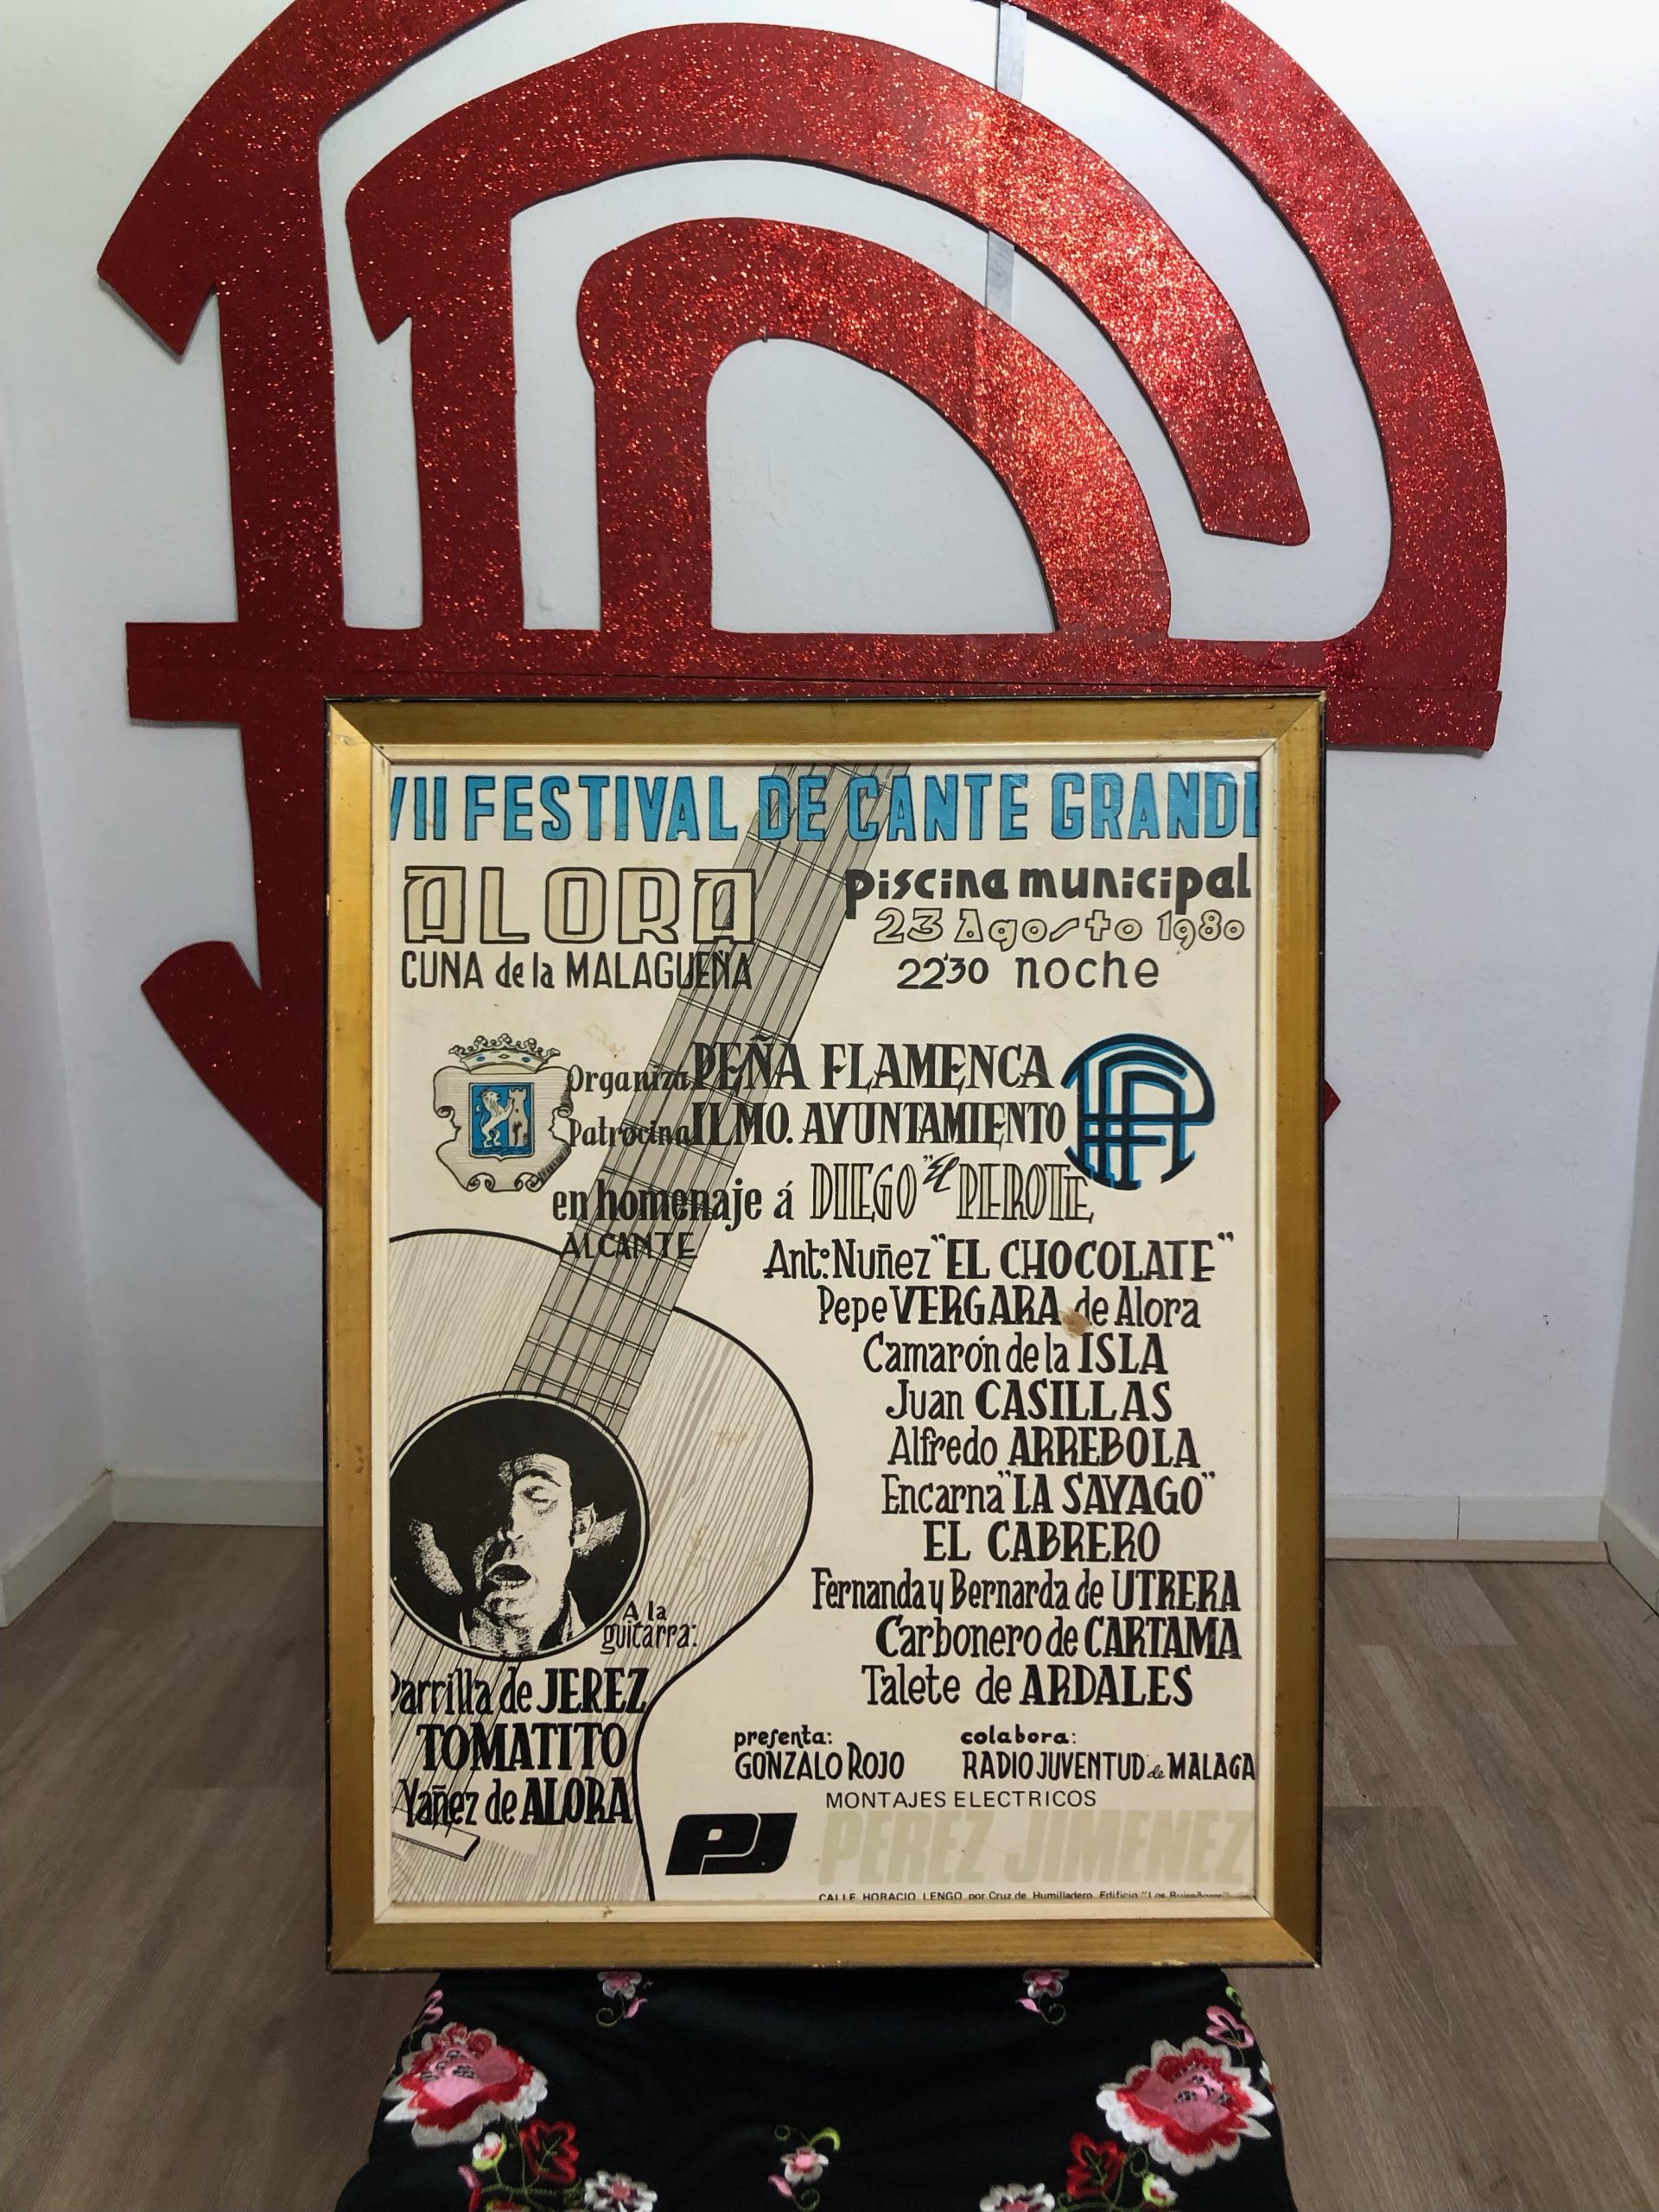 VII FESTIVAL DE CANTE GRANDE
ALORA
CUNA de la MALAGUEÑA
piscina municipal
23 Agosto 1980
22'30 noche
Organiza PEÑA FLAMENCA
Patrocina ILMO. AYUNTAMIENTO
en homenaje á DIEGO "El PEROTE
AL CANTE
Ant: Nuñez "EL CHOCOLATE"
Pepe VERGARA de Alora
Camarón de la ISLA
Juan CASILLAS
Alfredo ARREBOLA
Encarna "LA SAYAGO"
EL CABRERO
Fernanda y Bernarda de UTRERA
Carbonero de CARTAMA
Talete de ARDALES
A la
guitarra:
Parrilla de JEREZ
TOMATITO
Yañez de ALORA
presenta:
GONZALO ROJO
colabora:
RADIO JUVENTUD de MALAGA
MONTAJES ELECTRICOS
PJ PEREZ JIMENEZ
CALLE HORACIO LENGO por Cruz de Humilladero Edificio "Los Ruiseñores"